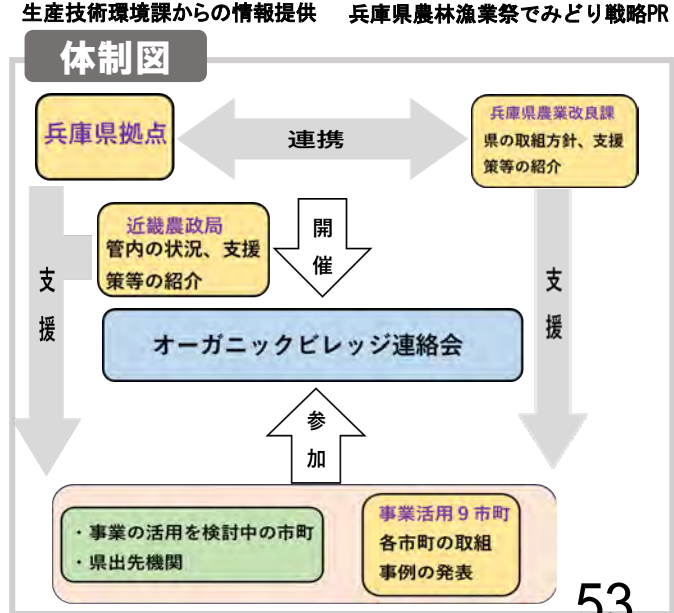 生産技術環境課からの情報提供　兵庫県農林漁業祭でみどり戦略PR
体制図
兵庫県拠点
連携
兵庫県農業改良課
県の取組方針、支援
策等の紹介
近畿農政局
管内の状況、支援
策等の紹介
開催
支援
支援
オーガニックビレッジ連絡会
参加
・事業の活用を検討中の市町
・県出先機関
事業活用９市町
各市町の取組
事例の発表
53